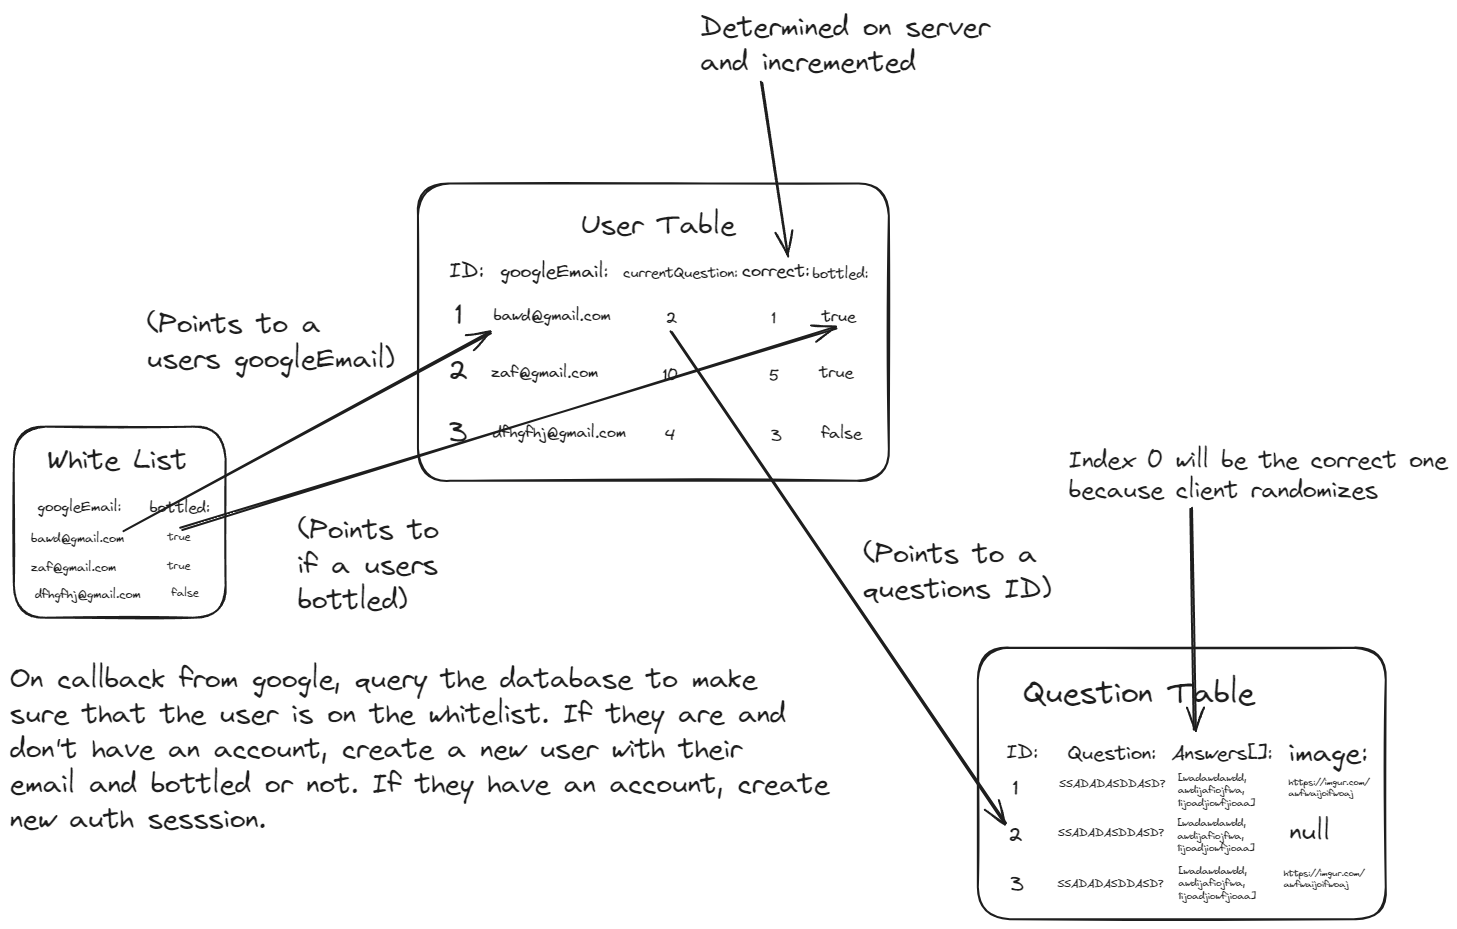 Determined on server
and incremented
User Table
ID: googleEmail: currentQuestion: correct: bottled:
1 bawd@gmail.com 2 1 true
2 zaf@gmail.com 10 5 true
3 dfhgfhj@gmail.com 4 3 false
(Points to a
users googleEmail)
White List
googleEmail: bottled:
bawd@gmail.com true
zaf@gmail.com true
dfhgfhj@gmail.com false
(Points to
if a users
bottled)
Index 0 will be the correct one
because client randomizes
(Points to a
questions ID)
On callback from google, query the database to make
sure that the user is on the whitelist. If they are and
don't have an account, create a new user with their
email and bottled or not. If they have an account, create
new auth sesssion.
Question Table
ID: Question: Answers[]: image:
1 SSADADASDDASD? [wadawdawdd,
awdijafiojfwa,
1ijoadjiowfjioaa]
https://imgur.com/
awfwaijoifwoaj
2 SSADADASDDASD? [wadawdawdd,
awdijafiojfwa,
1ijoadjiowfjioaa]
null
3 SSADADASDDASD? [wadawdawdd,
awdijafiojfwa,
1ijoadjiowfjioaa]
https://imgur.com/
awfwaijoifwoaj